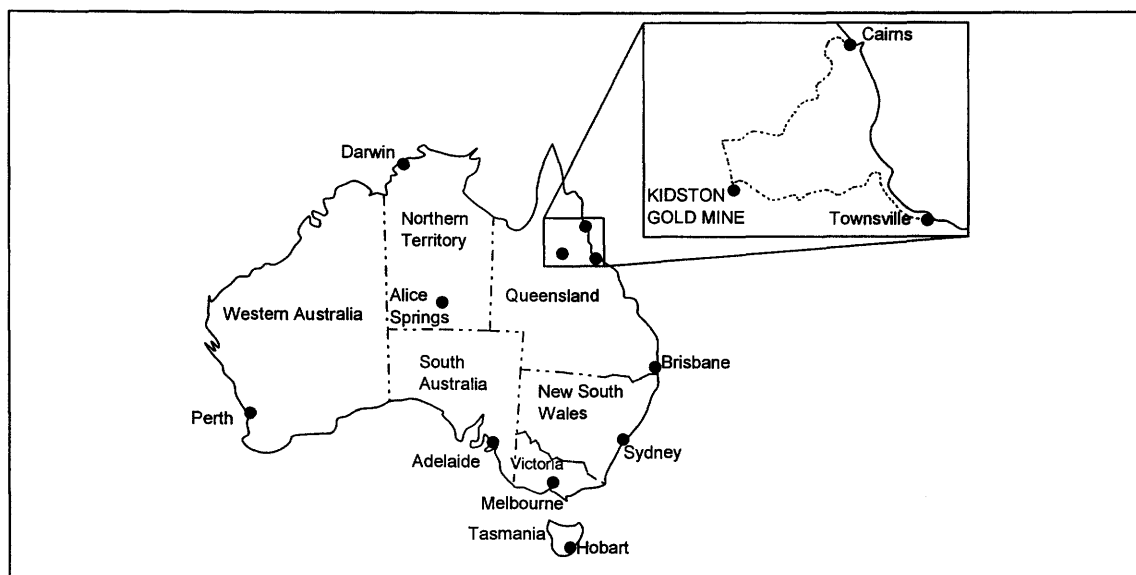 Cairns
KIDSTON
GOLD MINE
Townsville
Darwin
Northern
Territory
Western Australia
Alice
Springs
Queensland
South
Australia
Brisbane
New South
Wales
Perth
Adelaide
Victoria
Sydney
Melbourne
Tasmania
Hobart